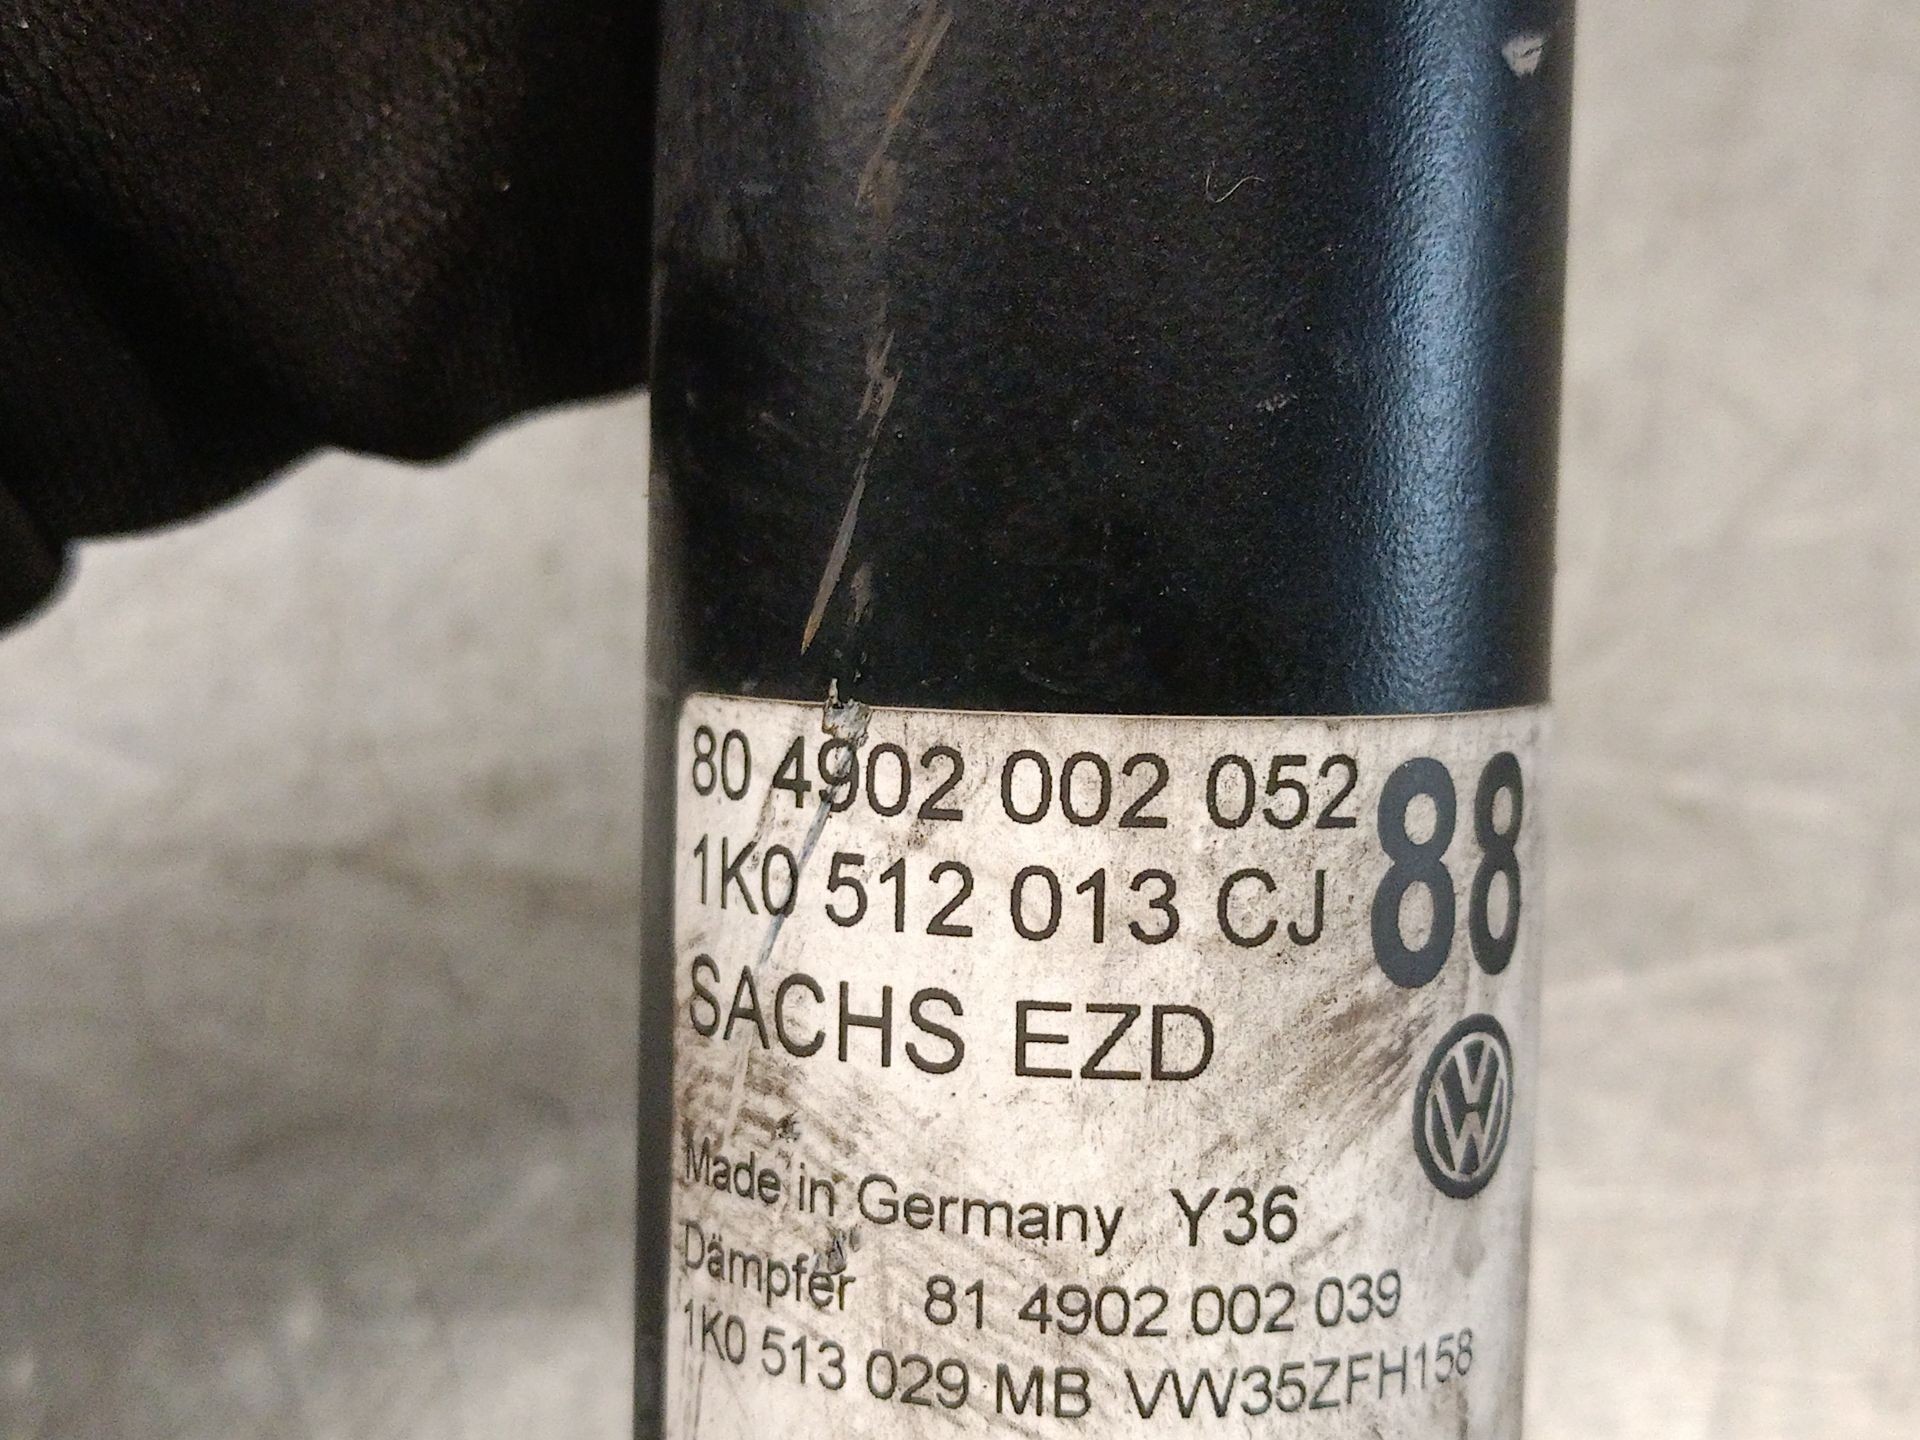 80 4902 002 052 88
1K0 512 013 CJ
SACHS EZD
Made in Germany Y36
Dämpfer 81 4902 002 039
1K0 513 029 MB VW35ZFH158